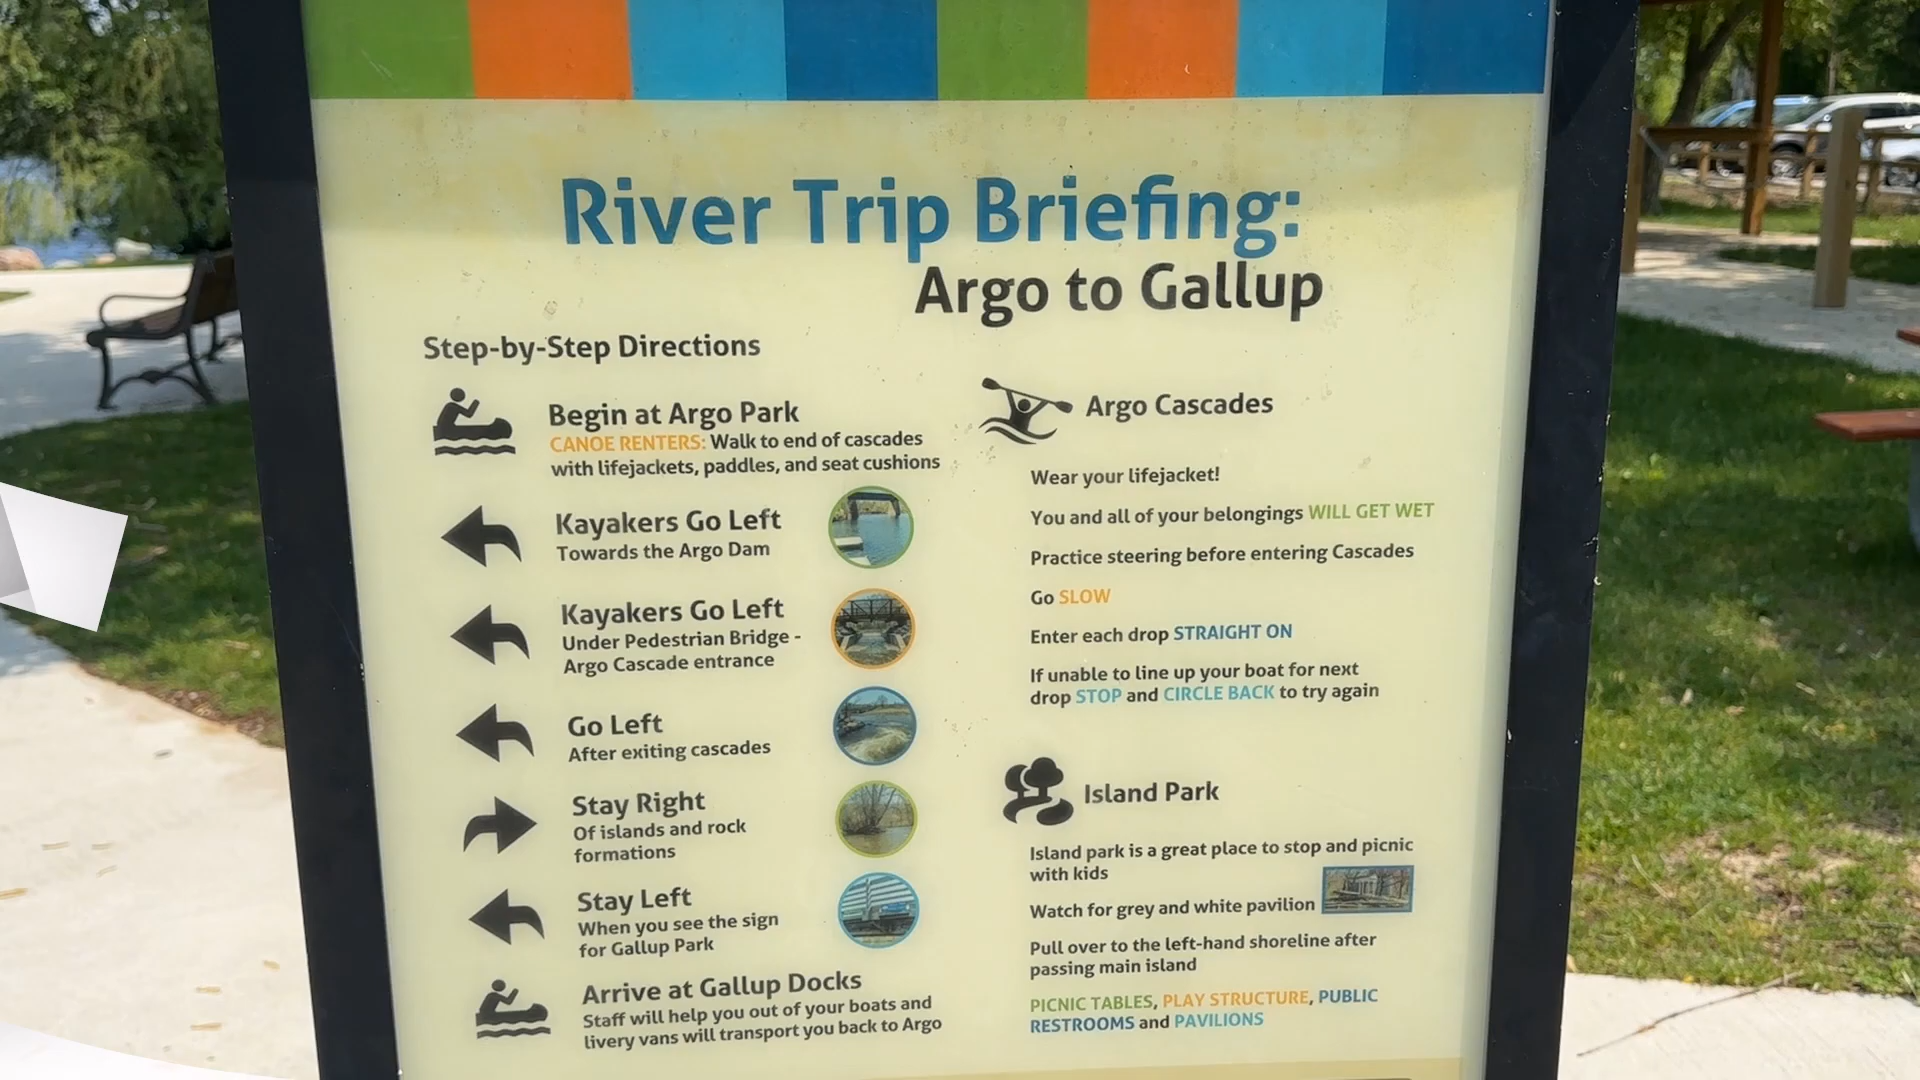 River Trip Briefing:
Argo to Gallup
Step-by-Step Directions
Begin at Argo Park
CANOE RENTERS: Walk to end of cascades
with lifejackets, paddles, and seat cushions
Kayakers Go Left
Towards the Argo Dam
Kayakers Go Left
Under Pedestrian Bridge -
Argo Cascade entrance
Go Left
After exiting cascades
Stay Right
Of islands and rock
formations
Stay Left
When you see the sign
for Gallup Park
Arrive at Gallup Docks
Staff will help you out of your boats and
livery vans will transport you back to Argo
Argo Cascades
Wear your lifejacket!
You and all of your belongings WILL GET WET
Practice steering before entering Cascades
Go SLOW
Enter each drop STRAIGHT ON
If unable to line up your boat for next
drop STOP and CIRCLE BACK to try again
Island Park
Island park is a great place to stop and picnic
with kids
Watch for grey and white pavilion
Pull over to the left-hand shoreline after
passing main island
PICNIC TABLES, PLAY STRUCTURE, PUBLIC
RESTROOMS and PAVILIONS